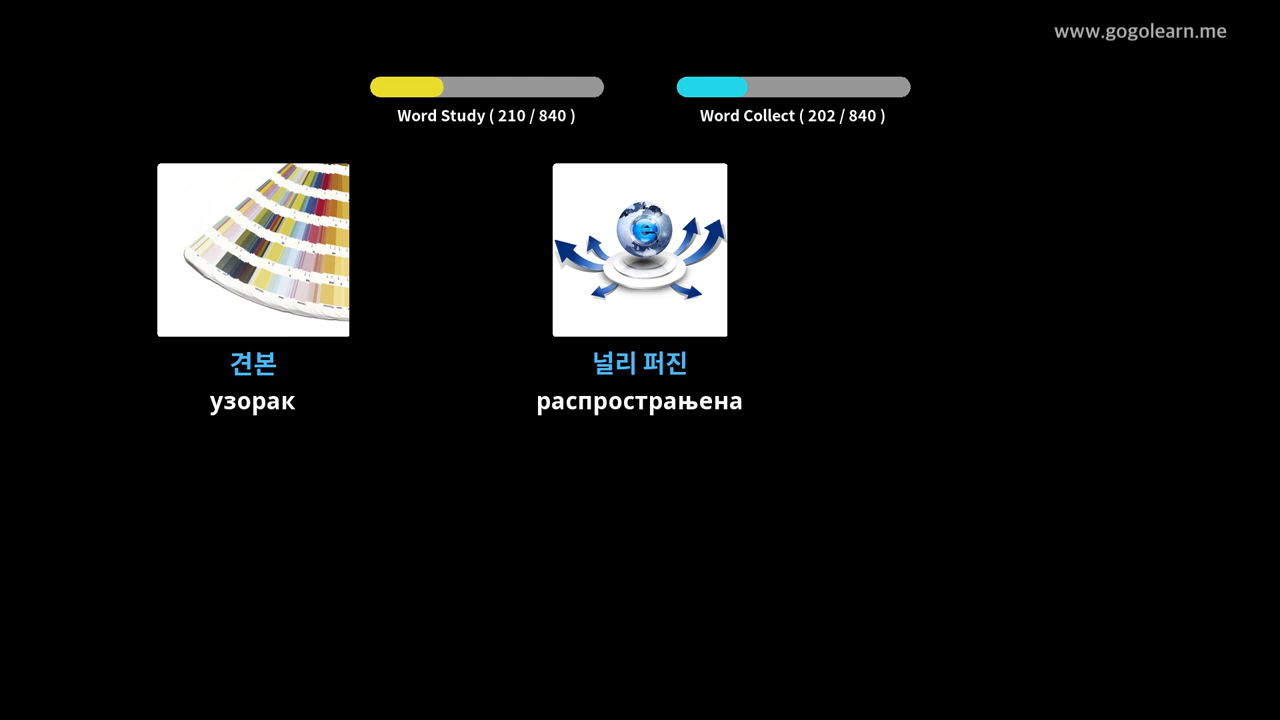 www.gogolearn.me
Word Study ( 210 / 840 )
Word Collect ( 202 / 840 )
e
견본
узорак
널리 퍼진
распрострањена